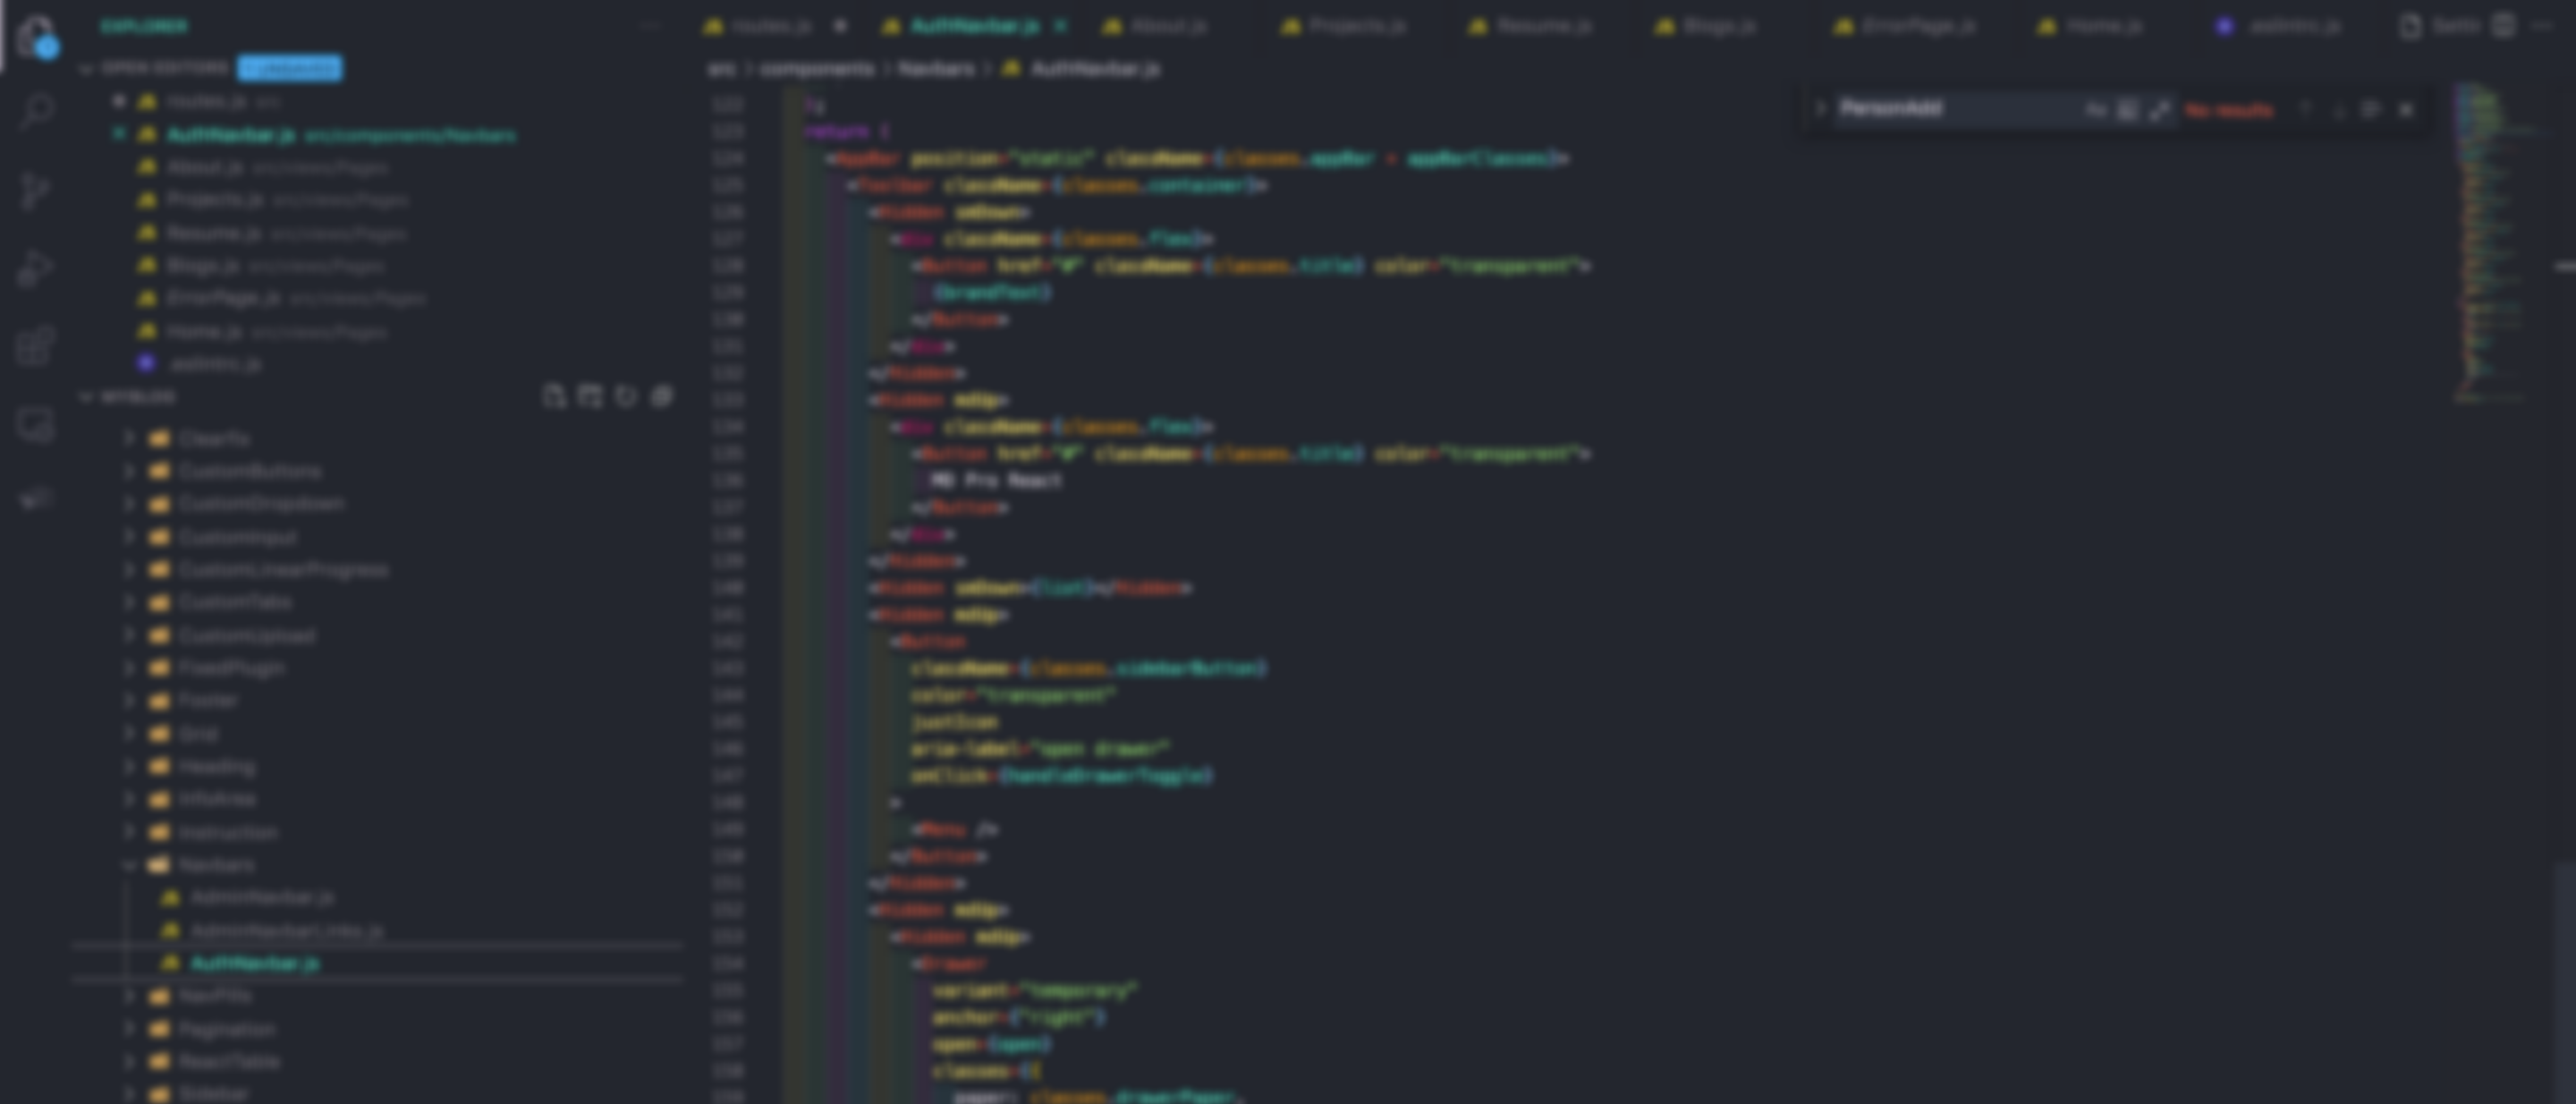 EXPLORER
routes.js
AuthNavbar.js
About.js
Projects.js
Resume.js
Blogs.js
ErrorPage.js
Home.js
.eslintrc.js
Setti
OPEN EDITORS
routes.js src
AuthNavbar.js src/components/Navbars
About.js src/views/Pages
Projects.js src/views/Pages
Resume.js src/views/Pages
Blogs.js src/views/Pages
ErrorPage.js src/views/Pages
Home.js src/views/Pages
.eslintrc.js
MYBLOG
Clearfix
CustomButtons
CustomDropdown
CustomInput
CustomLinearProgress
CustomTabs
CustomUpload
FixedPlugin
Footer
Grid
Heading
InfoArea
Instruction
Navbars
AdminNavbar.js
AdminNavbarLinks.js
AuthNavbar.js
NavPills
Pagination
ReactTable
Sidebar
src > components > Navbars > AuthNavbar.js
PersonAdd Aa No results
122 );
123 return (
124 <AppBar position="static" className={classes.appBar + appBarClasses}>
125 <Toolbar className={classes.container}>
126 <Hidden smDown>
127 <div className={classes.flex}>
128 <Button href="#" className={classes.title} color="transparent">
129 {brandText}
130 </Button>
131 </div>
132 </Hidden>
133 <Hidden mdUp>
134 <div className={classes.flex}>
135 <Button href="#" className={classes.title} color="transparent">
136 MD Pro React
137 </Button>
138 </div>
139 </Hidden>
140 <Hidden smDown>{list}</Hidden>
141 <Hidden mdUp>
142 <Button
143 className={classes.sidebarButton}
144 color="transparent"
145 justIcon
146 aria-label="open drawer"
147 onClick={handleDrawerToggle}
148 >
149 <Menu />
150 </Button>
151 </Hidden>
152 <Hidden mdUp>
153 <Hidden mdUp>
154 <Drawer
155 variant="temporary"
156 anchor={"right"}
157 open={open}
158 classes={{
159 paper: classes.drawerPaper,